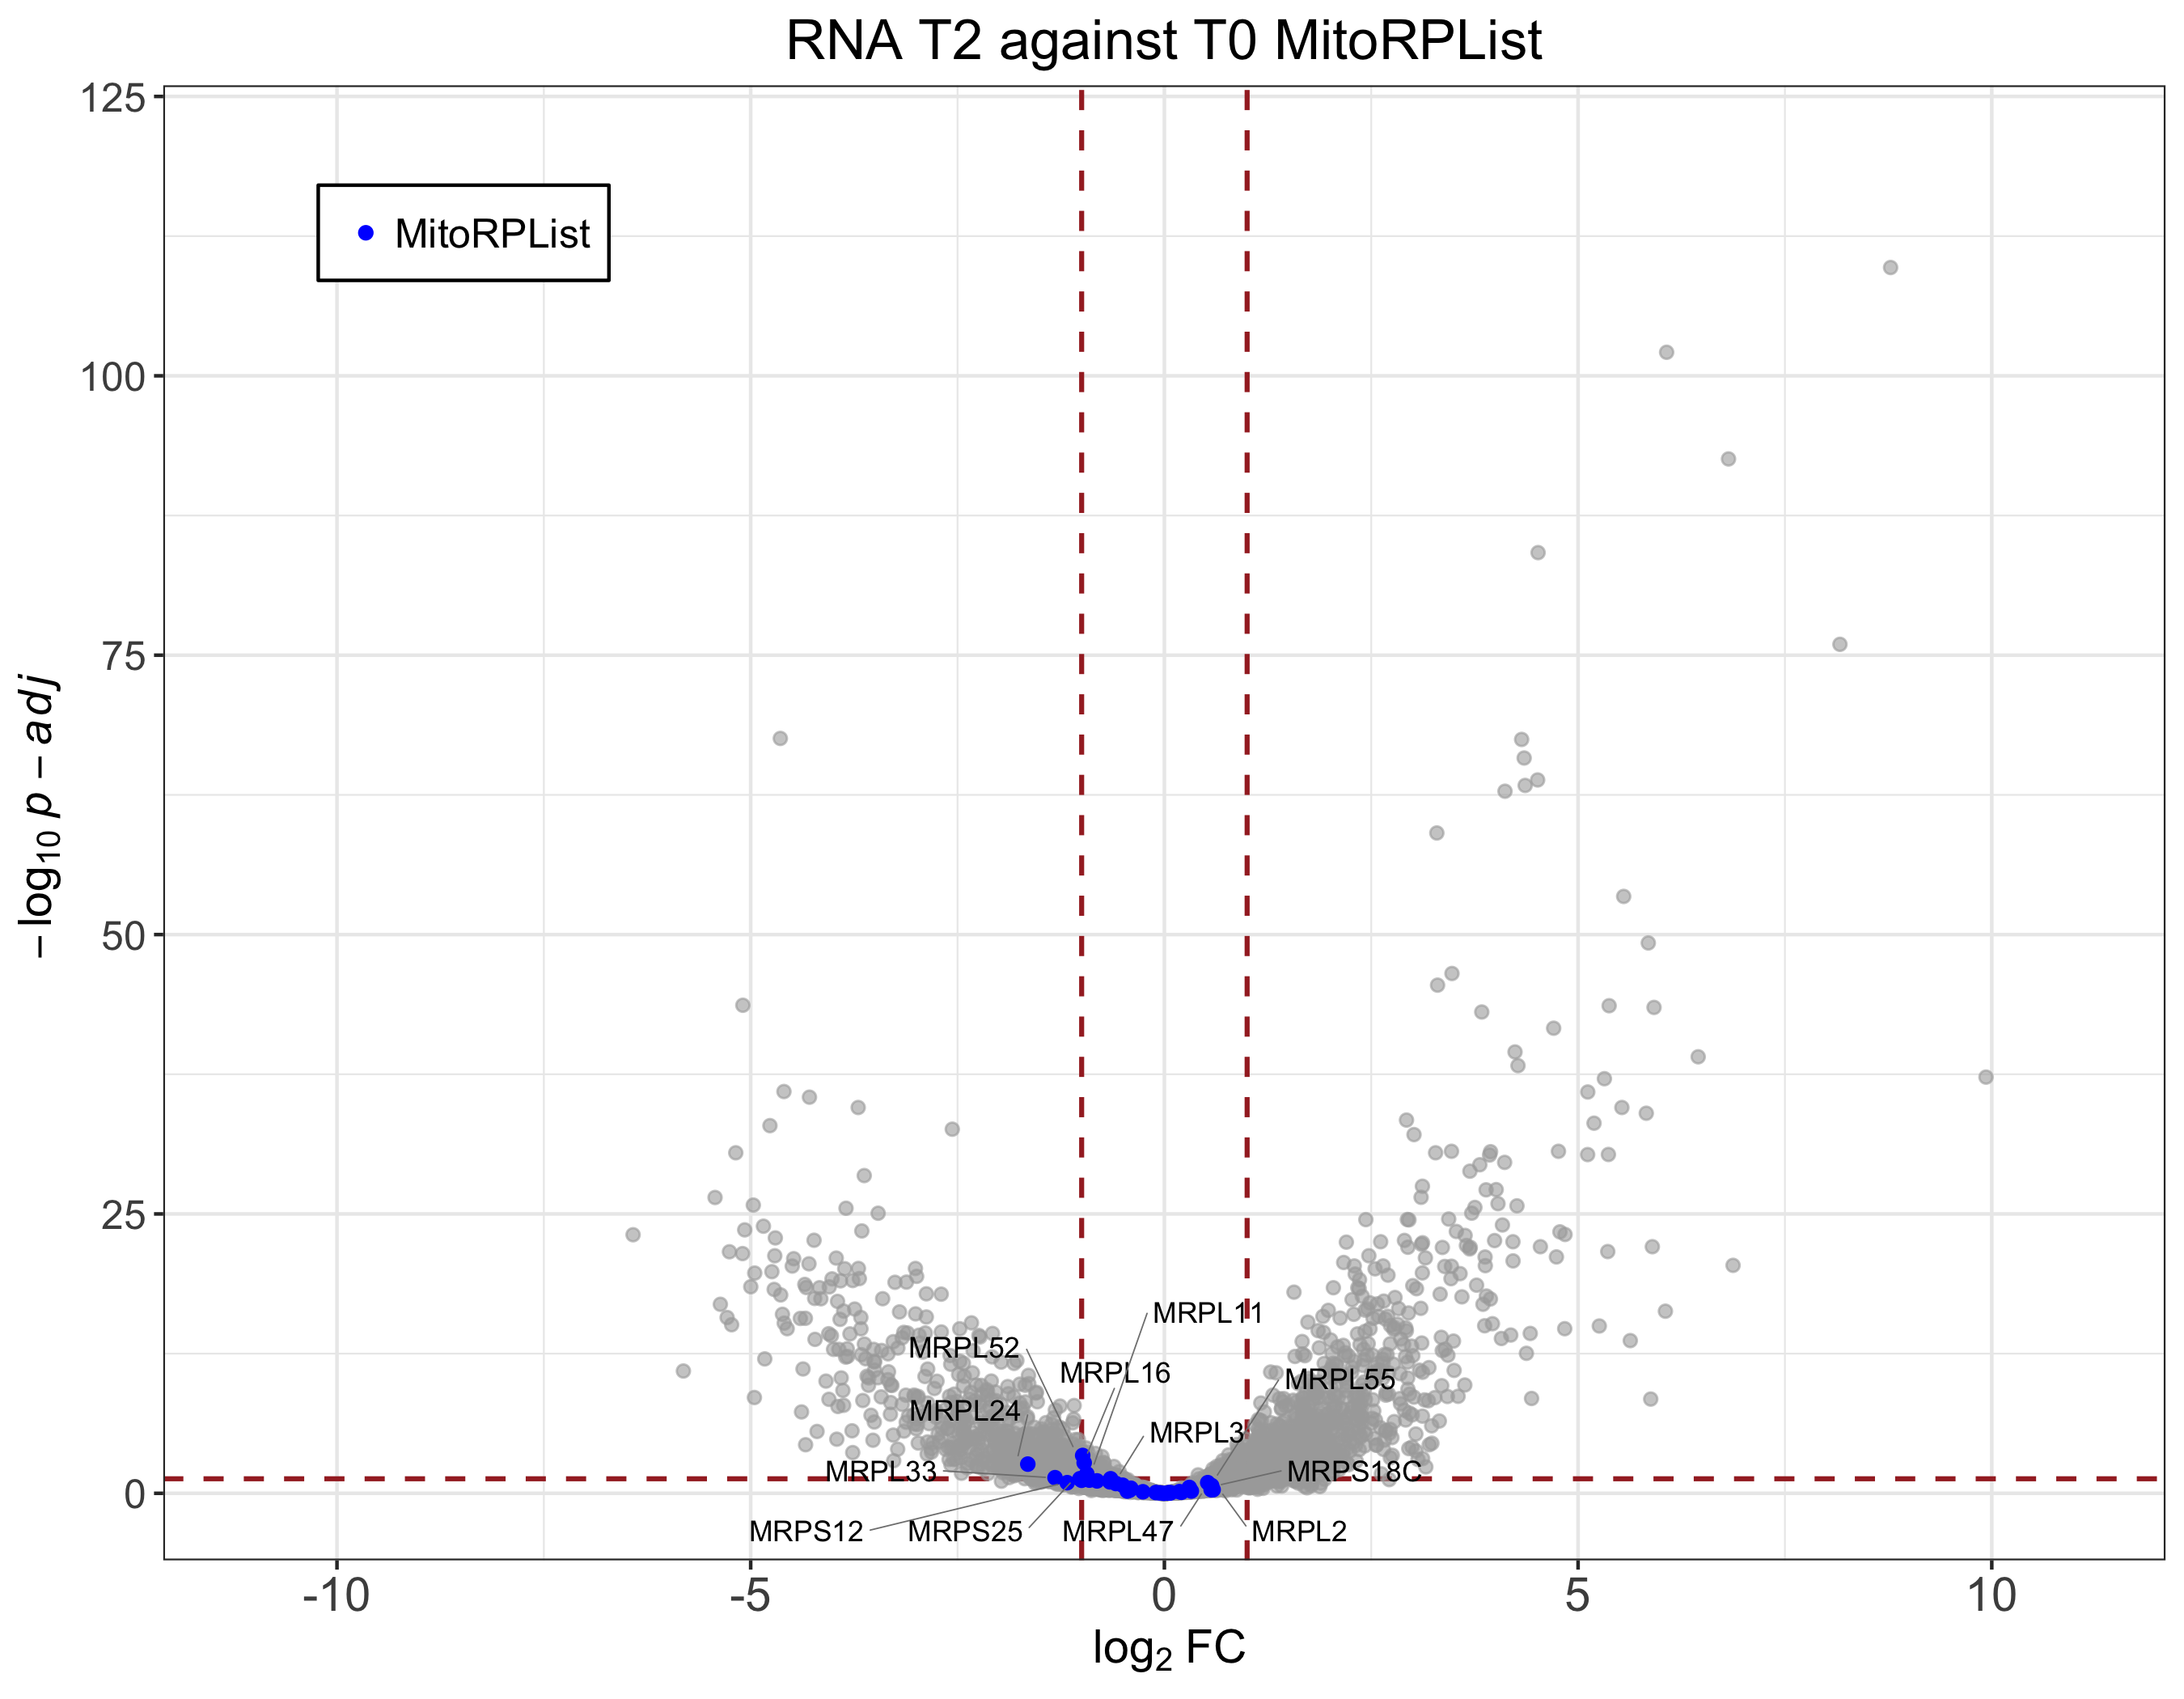 RNA T2 against T0 MitoRPList
125
100
75
50
25
0
−log10 p − adj
MitoRPList
MRPL11
MRPL52
MRPL16
MRPL55
MRPL24
MRPL3
MRPL33
MRPS18C
MRPS12
MRPS25
MRPL47
MRPL2
-10
-5
0
5
10
log2 FC